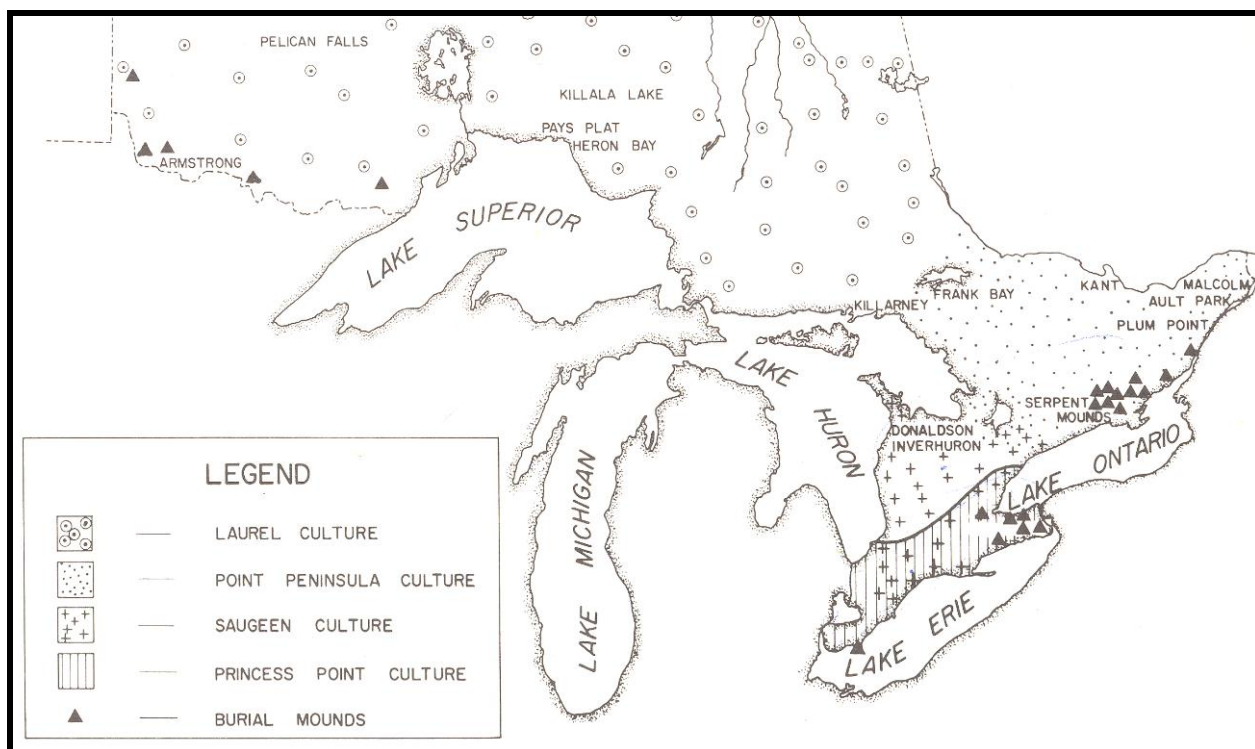 PELICAN FALLS
KILLALA LAKE
PAYS PLAT
HERON BAY
ARMSTRONG
LAKE SUPERIOR
KILLARNEY
FRANK BAY
KANT
MALCOLM
AULT PARK
PLUM POINT
LAKE HURON
SERPENT
MOUNDS
DONALDSON
INVERHURON
LAKE ONTARIO
LAKE MICHIGAN
LAKE ERIE
LEGEND
LAUREL CULTURE
POINT PENINSULA CULTURE
SAUGEEN CULTURE
PRINCESS POINT CULTURE
BURIAL MOUNDS